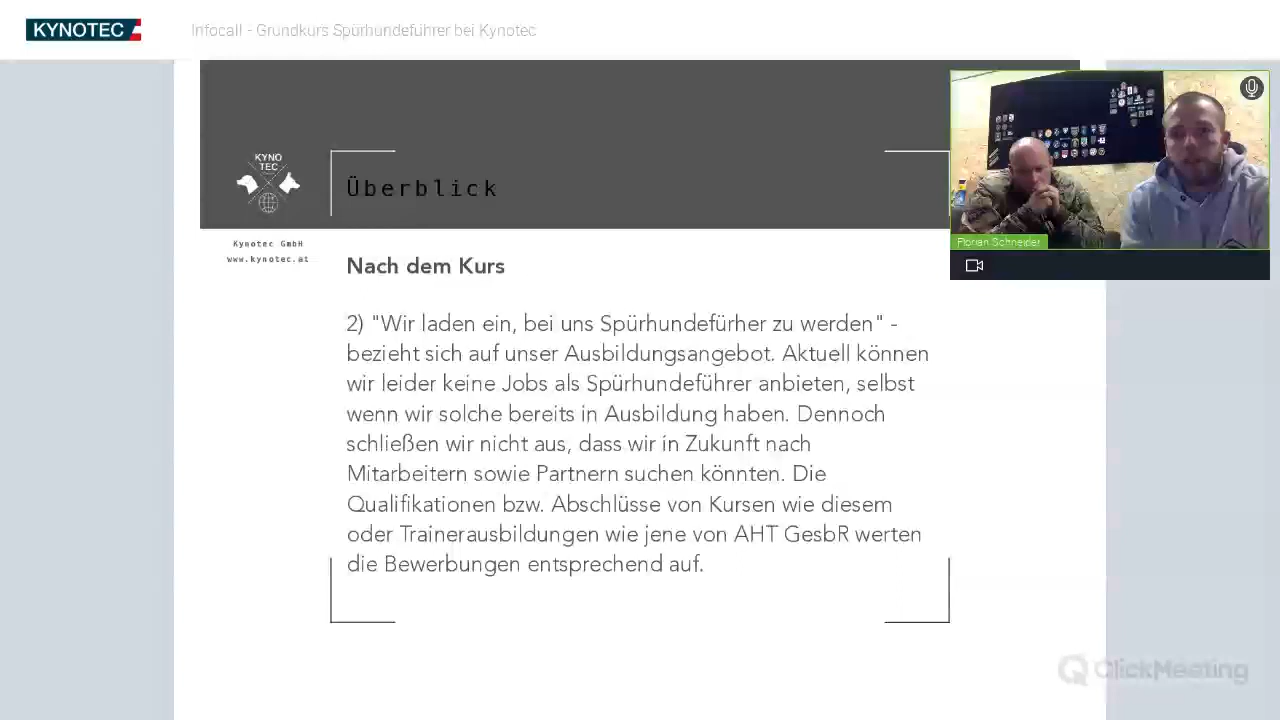 KYNOTEC
Infocall - Grundkurs Spürhundeführer bei Kynotec
KYNO
TEC
Überblick
Kynotec GmbH
www.kynotec.at
Florian Schneider
Nach dem Kurs
2) "Wir laden ein, bei uns Spürhundefürher zu werden" -
bezieht sich auf unser Ausbildungsangebot. Aktuell können
wir leider keine Jobs als Spürhundeführer anbieten, selbst
wenn wir solche bereits in Ausbildung haben. Dennoch
schließen wir nicht aus, dass wir in Zukunft nach
Mitarbeitern sowie Partnern suchen könnten. Die
Qualifikationen bzw. Abschlüsse von Kursen wie diesem
oder Trainerausbildungen wie jene von AHT GesbR werten
die Bewerbungen entsprechend auf.
ClickMeeting